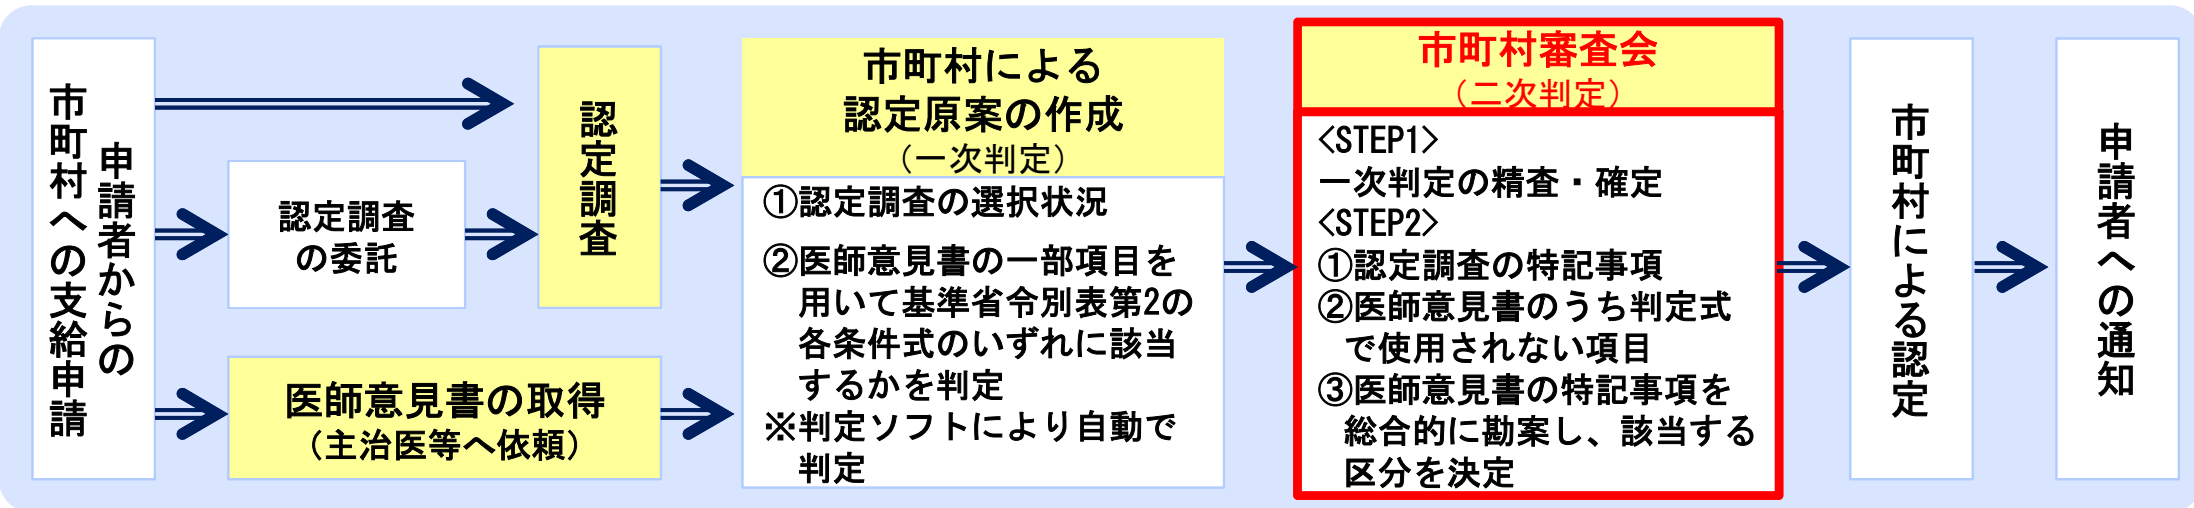 申請者からの
市町村への支給申請
認定調査
の委託
認定調査
医師意見書の取得
（主治医等へ依頼）
市町村による
認定原案の作成
（一次判定）
①認定調査の選択状況
②医師意見書の一部項目を
用いて基準省令別表第2の
各条件式のいずれに該当
するかを判定
※判定ソフトにより自動で
判定
市町村審査会
（二次判定）
<STEP1>
一次判定の精査・確定
<STEP2>
①認定調査の特記事項
②医師意見書のうち判定式
で使用されない項目
③医師意見書の特記事項を
総合的に勘案し、該当する
区分を決定
市町村による認定
申請者への通知